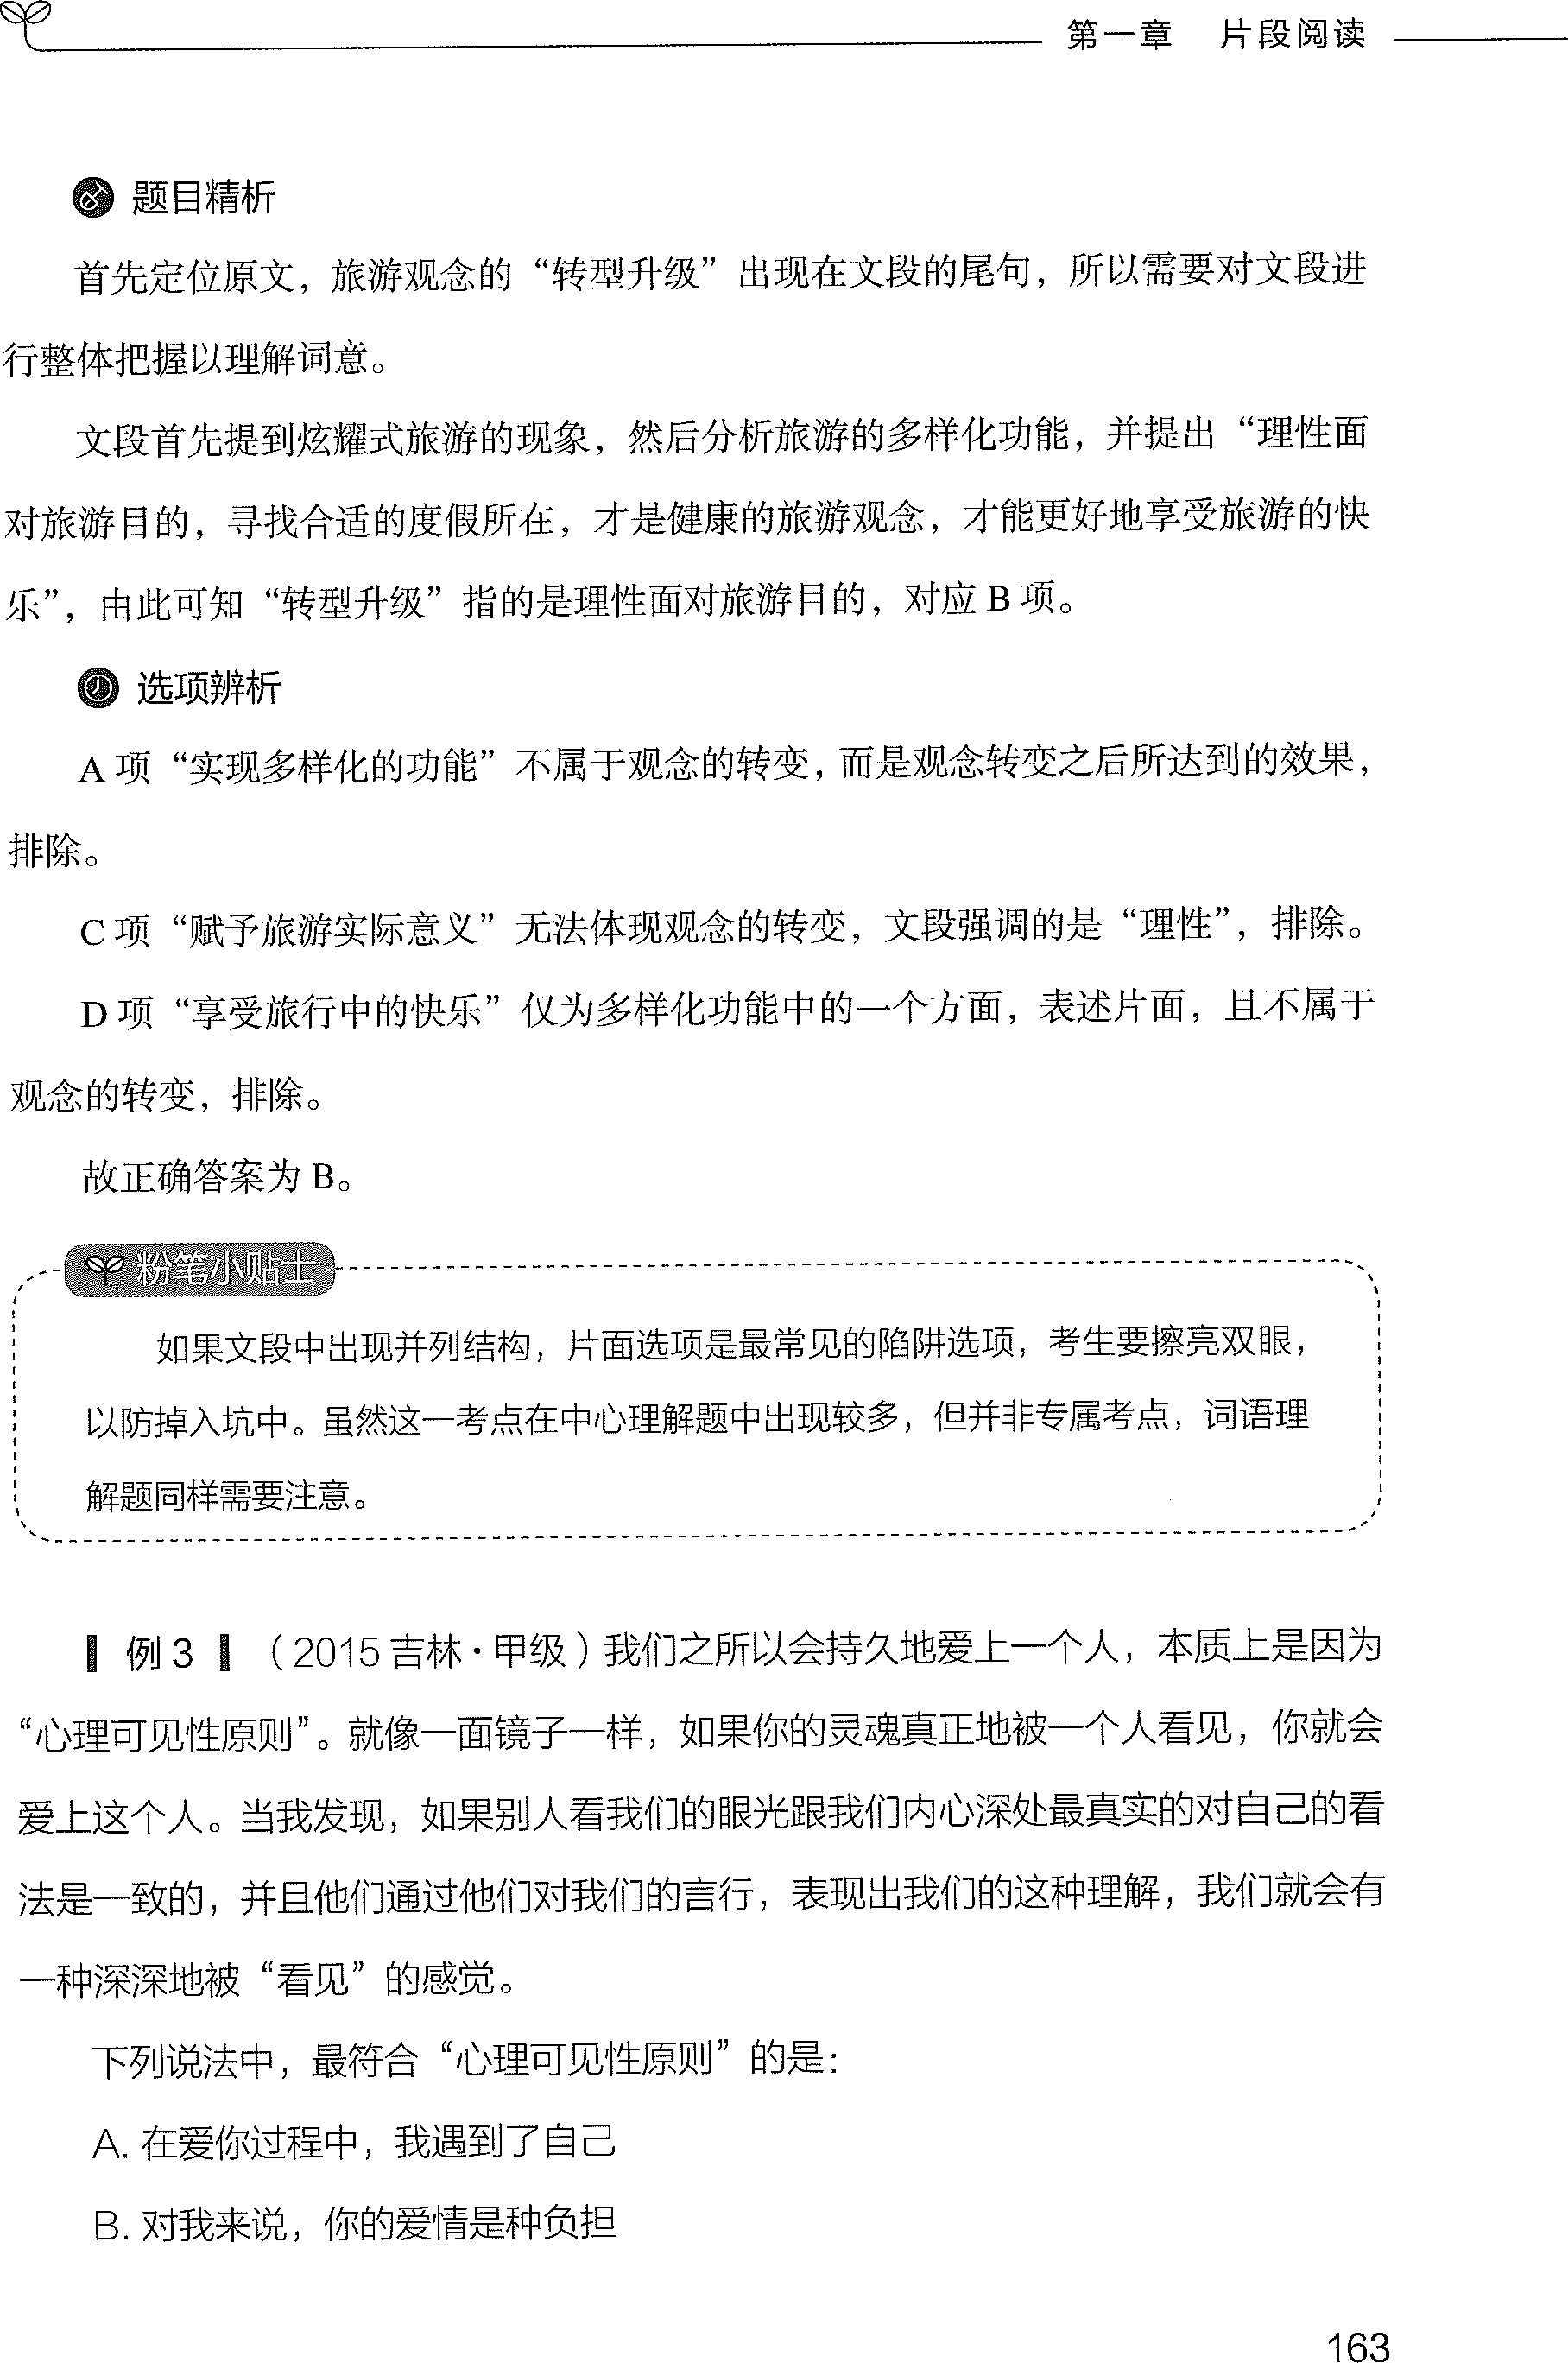 第一章 片段阅读
题目精析
首先定位原文，旅游观念的“转型升级”出现在文段的尾句，所以需要对文段进
行整体把握以理解词意。
文段首先提到炫耀式旅游的现象，然后分析旅游的多样化功能，并提出“理性面
对旅游目的，寻找合适的度假所在，才是健康的旅游观念，才能更好地享受旅游的快
乐”，由此可知“转型升级”指的是理性面对旅游目的，对应 B 项。
选项辨析
A 项“实现多样化的功能”不属于观念的转变，而是观念转变之后所达到的效果，
排除。
C 项“赋予旅游实际意义”无法体现观念的转变，文段强调的是“理性”，排除。
D 项“享受旅行中的快乐”仅为多样化功能中的一个方面，表述片面，且不属于
观念的转变，排除。
故正确答案为 B。
粉笔小贴士
如果文段中出现并列结构，片面选项是最常见的陷阱选项，考生要擦亮双眼，
以防掉入坑中。虽然这一考点在中心理解题中出现较多，但并非专属考点，词语理
解题同样需要注意。
例 3 （2015 吉林·甲级）我们之所以会持久地爱上一个人，本质上是因为
“心理可见性原则”。就像一面镜子一样，如果你的灵魂真正地被一个人看见，你就会
爱上这个人。当我发现，如果别人看我们的眼光跟我们内心深处最真实的对自己的看
法是一致的，并且他们通过他们对我们的言行，表现出我们的这种理解，我们就会有
一种深深地被“看见”的感觉。
下列说法中，最符合“心理可见性原则”的是：
A. 在爱你过程中，我遇到了自己
B. 对我来说，你的爱情是种负担
163